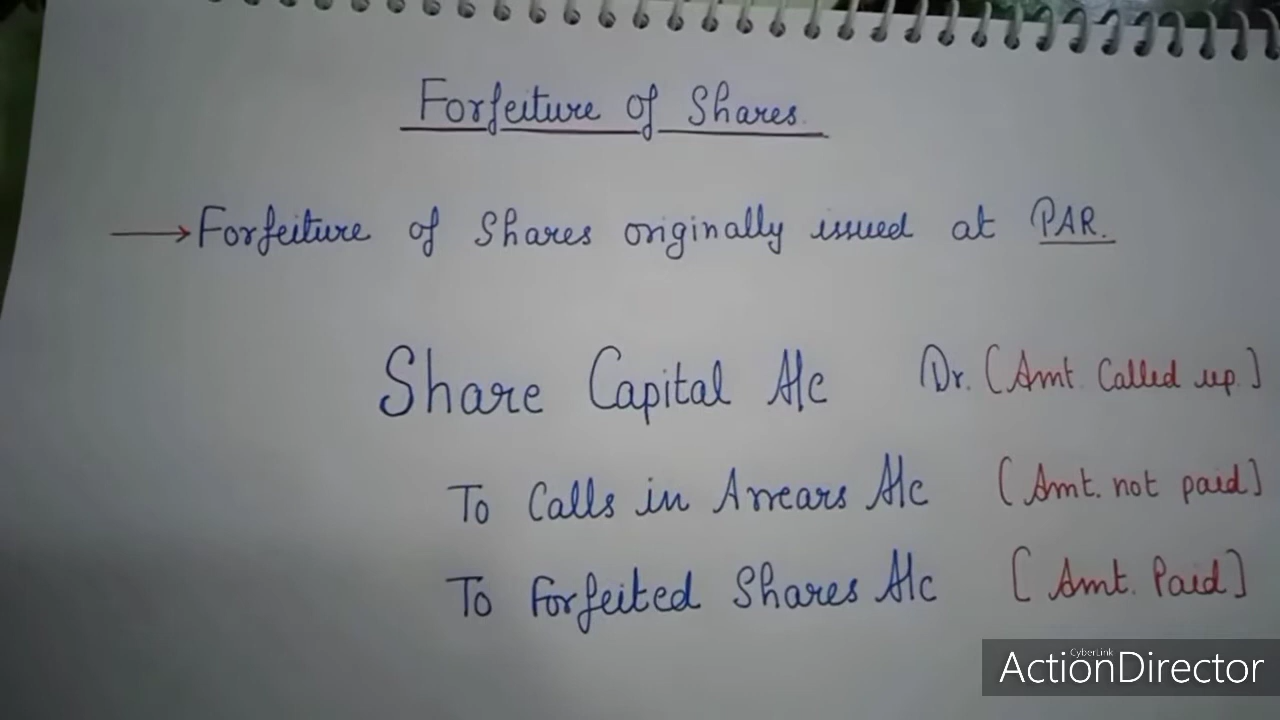 Forfeiture of Shares.
Forfeiture of Shares originally issued at PAR.
Share Capital A/c Dr. [Amt. Called up.]
To Calls in Arrears A/c [Amt. not paid]
To Forfeited Shares A/c [Amt. Paid]
CyberLink
ActionDirector